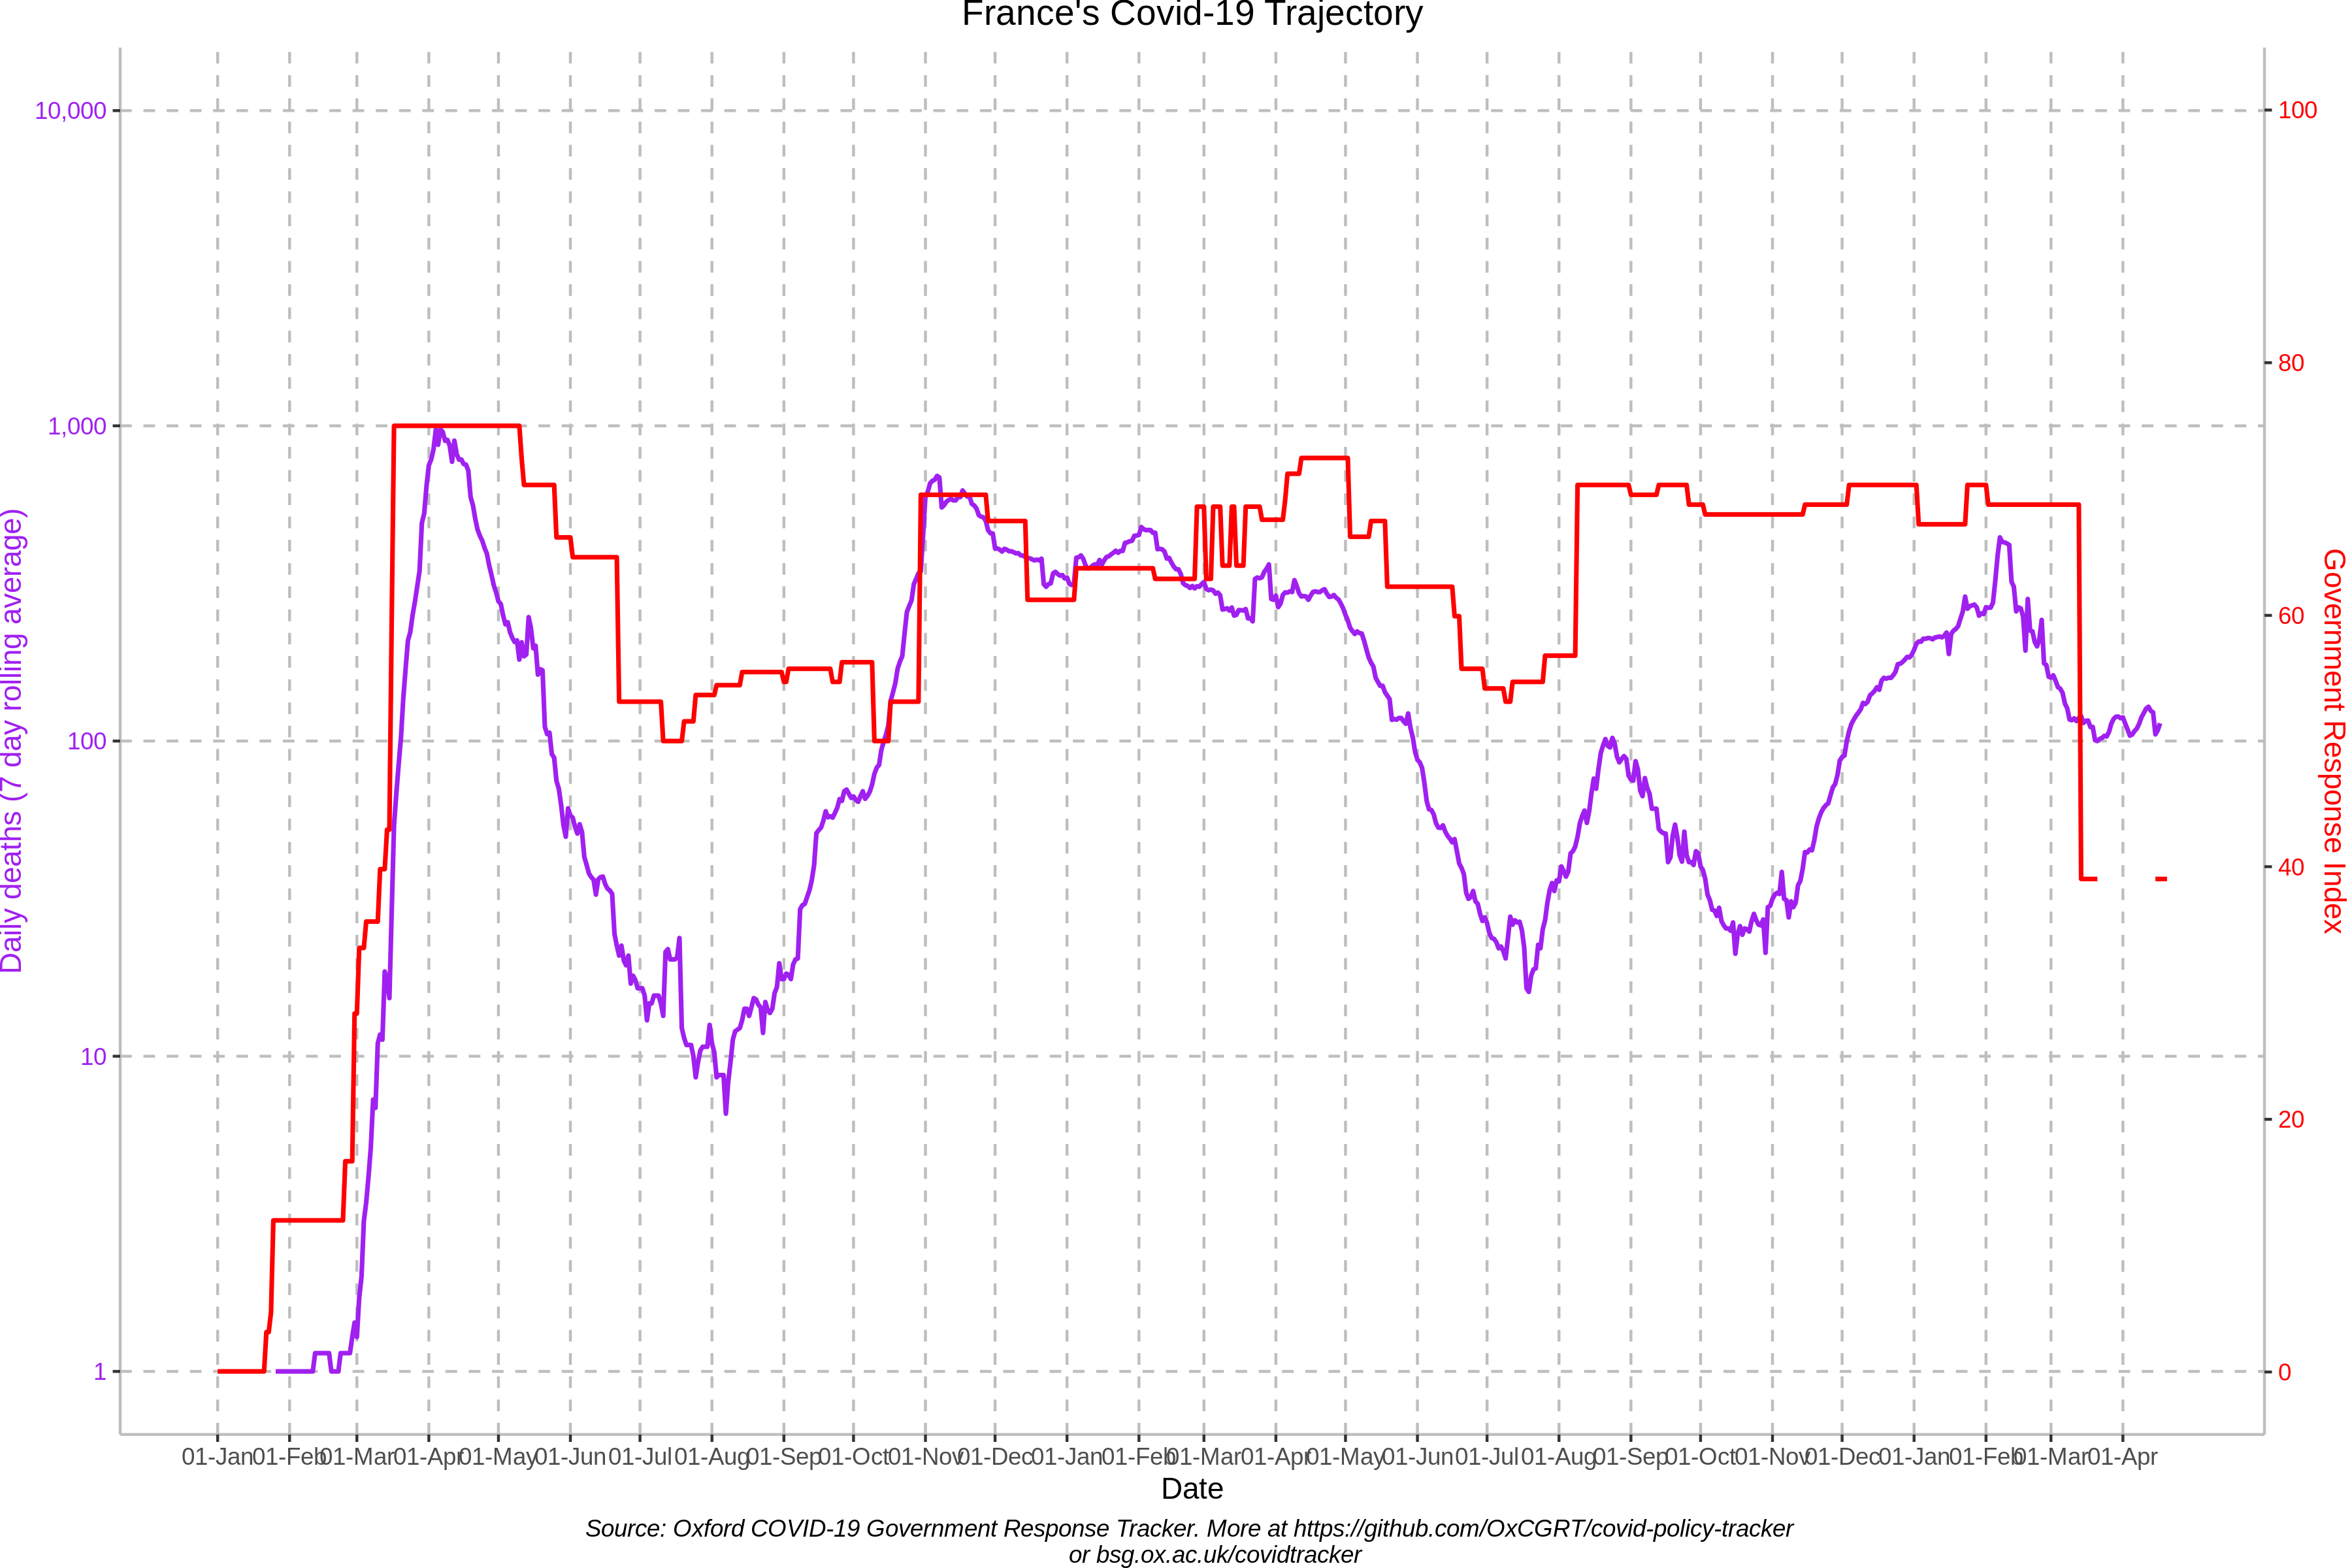 France's Covid-19 Trajectory
10,000
1,000
100
10
1
Daily deaths (7 day rolling average)
100
80
60
40
20
0
Government Response Index
01-Jan 01-Feb 01-Mar 01-Apr 01-May 01-Jun 01-Jul 01-Aug 01-Sep 01-Oct 01-Nov 01-Dec 01-Jan 01-Feb 01-Mar 01-Apr 01-May 01-Jun 01-Jul 01-Aug 01-Sep 01-Oct 01-Nov 01-Dec 01-Jan 01-Feb 01-Mar 01-Apr
Date
Source: Oxford COVID-19 Government Response Tracker. More at https://github.com/OxCGRT/covid-policy-tracker
or bsg.ox.ac.uk/covidtracker